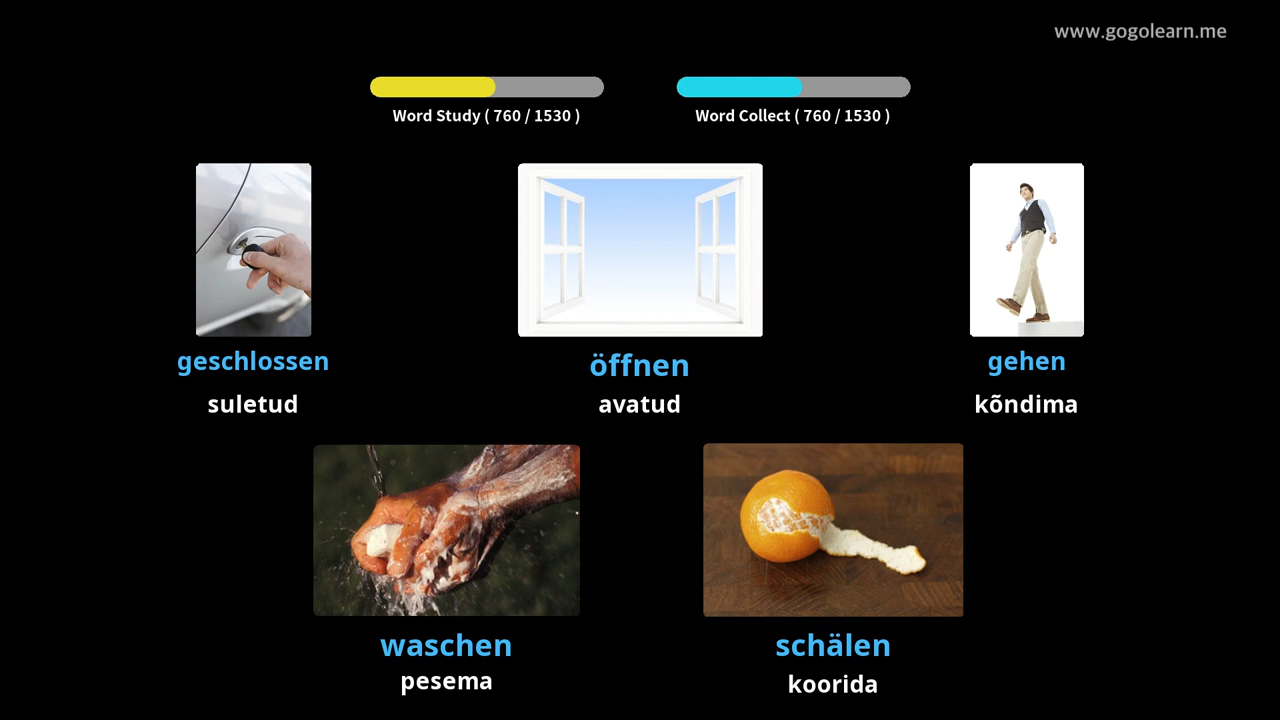 www.gogolearn.me
Word Study ( 760 / 1530 )
Word Collect ( 760 / 1530 )
geschlossen
suletud
öffnen
avatud
gehen
kõndima
waschen
pesema
schälen
koorida